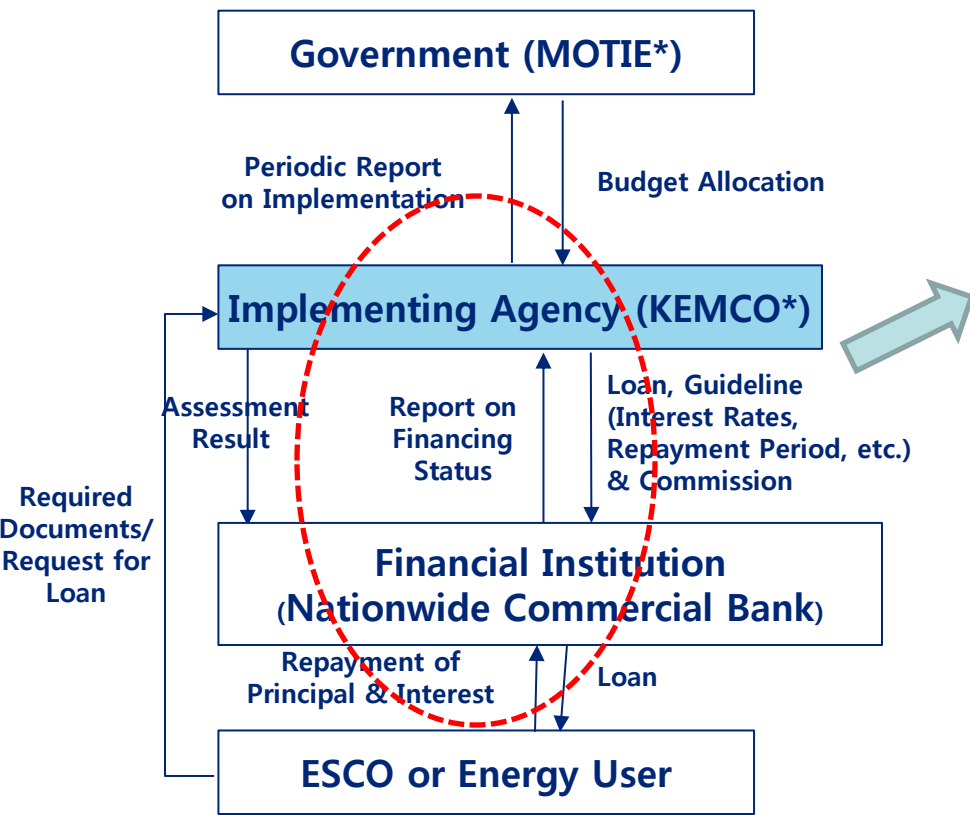 Government (MOTIE*)
Periodic Report
on Implementation
Budget Allocation
Implementing Agency (KEMCO*)
Assessment
Result
Report on
Financing
Status
Loan, Guideline
(Interest Rates,
Repayment Period, etc.)
& Commission
Required
Documents/
Request for
Loan
Financial Institution
(Nationwide Commercial Bank)
Repayment of
Principal & Interest
Loan
ESCO or Energy User